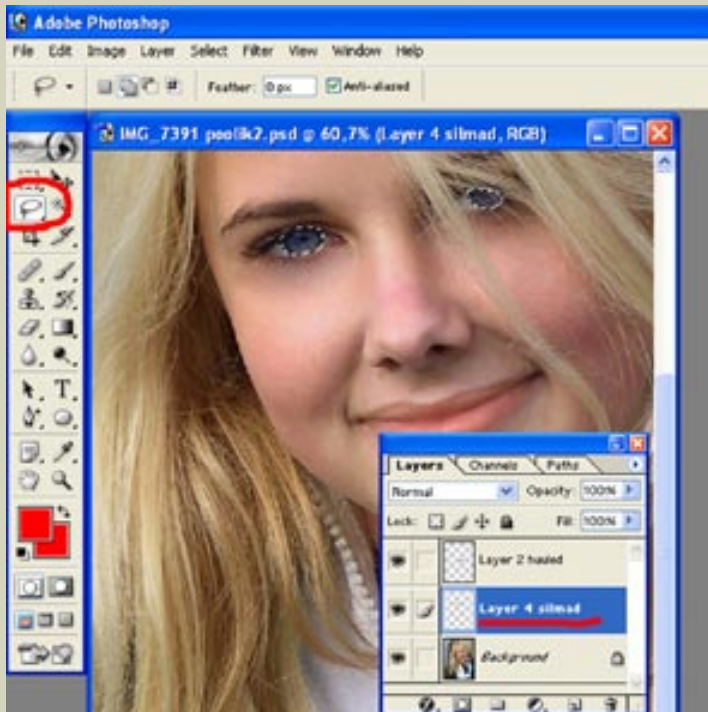 Adobe Photoshop
File Edit Image Layer Select Filter View Window Help
Feather: 0 px Anti-aliased
IMG_7391 poolik2.psd @ 60,7% (Layer 4 silmad, RGB)
Layers Channels Paths
Normal Opacity: 100%
Lock: Fill: 100%
Layer 2 huuled
Layer 4 silmad
Background